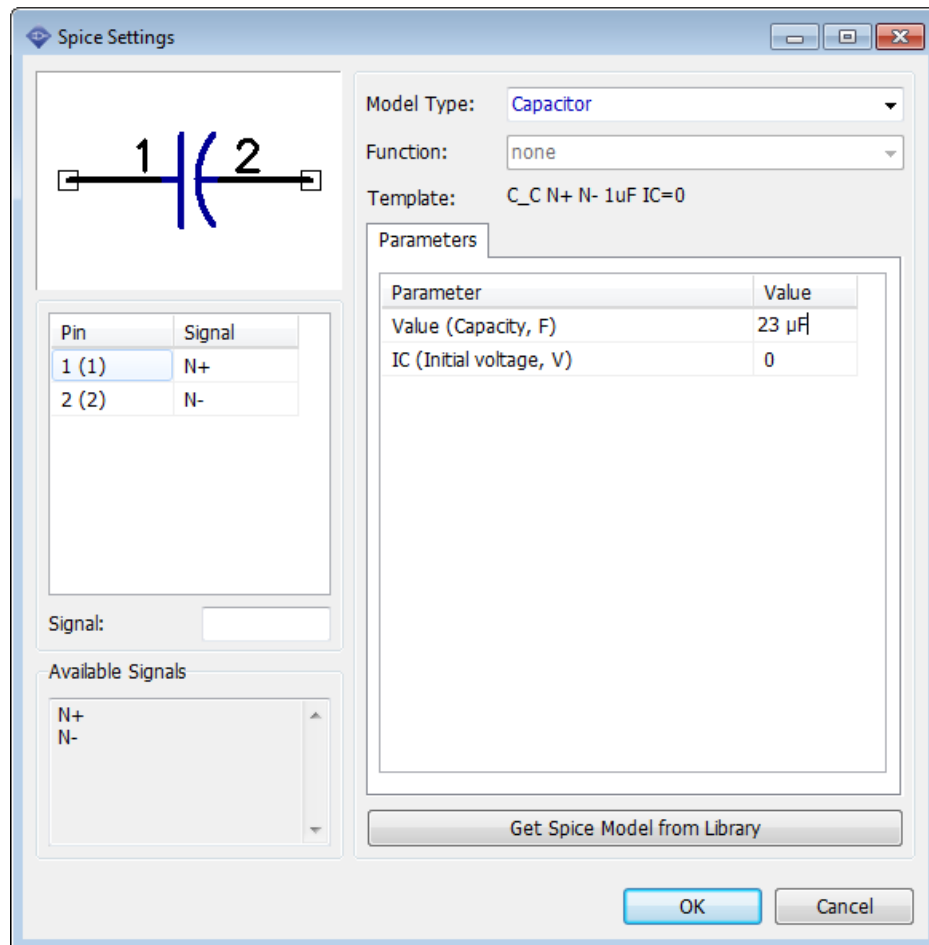 Spice Settings
1 2
Model Type: Capacitor
Function: none
Template: C_C N+ N- 1uF IC=0
Parameters
Parameter Value
Value (Capacity, F) 23 µF
IC (Initial voltage, V) 0
Pin Signal
1 (1) N+
2 (2) N-
Signal:
Available Signals
N+
N-
Get Spice Model from Library
OK Cancel